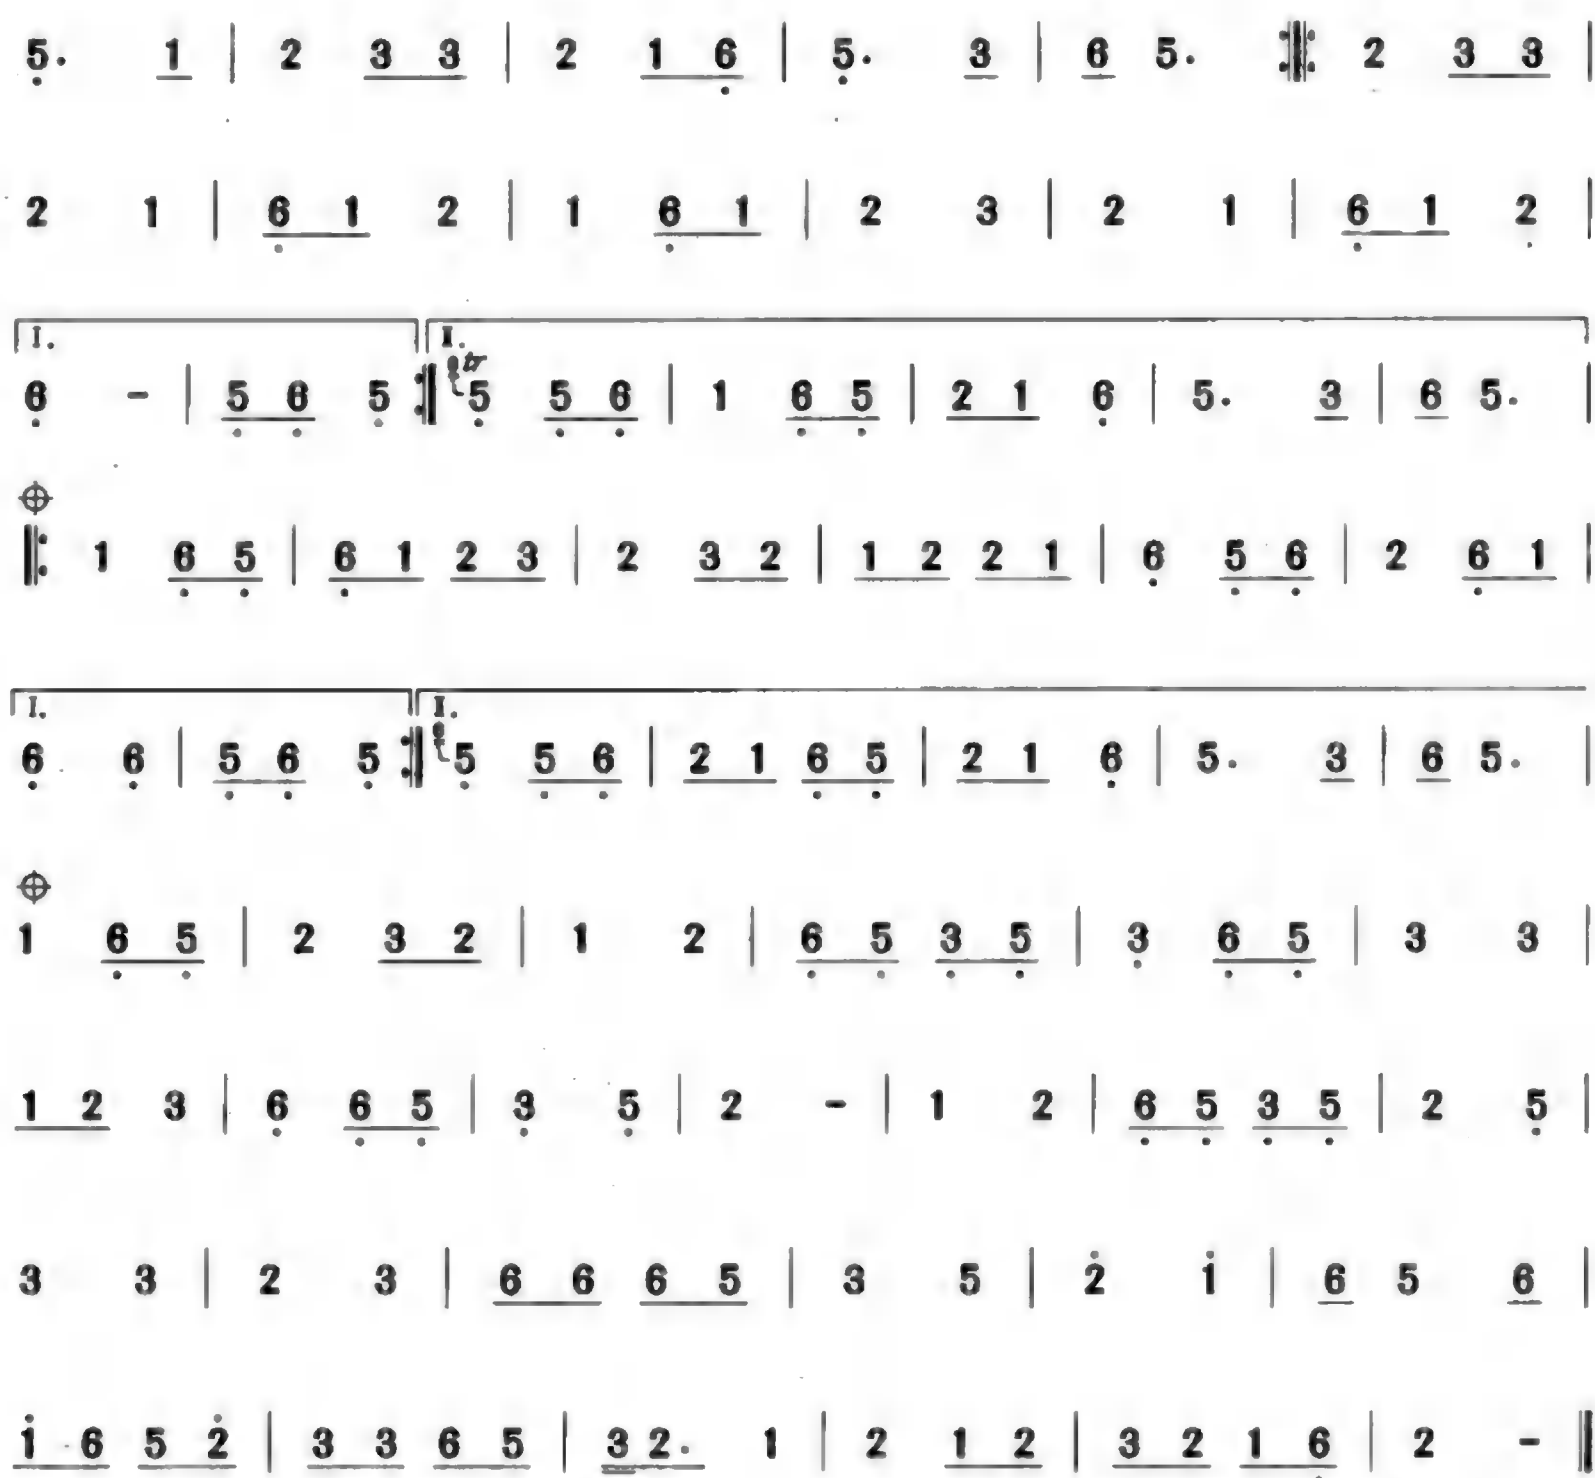 5. 1 | 2 3 3 | 2 1 6 | 5. 3 | 6 5. :‖: 2 3 3 |
2 1 | 6 1 2 | 1 6 1 | 2 3 | 2 1 | 6 1 2 |
I. II.
6 - | 5 6 5 :‖ 6 tr 5 5 6 | 1 6 5 | 2 1 6 | 5. 3 | 6 5. |
‖: 1 6 5 | 6 1 2 3 | 2 3 2 | 1 2 2 1 | 6 5 6 | 2 6 1 |
I. II.
6 6 | 5 6 5 :‖ 6 5 5 6 | 2 1 6 5 | 2 1 6 | 5. 3 | 6 5. |
1 6 5 | 2 3 2 | 1 2 | 6 5 3 5 | 3 6 5 | 3 3 |
1 2 3 | 6 6 5 | 3 5 | 2 - | 1 2 | 6 5 3 5 | 2 5 |
3 3 | 2 3 | 6 6 6 5 | 3 5 | 2 1 | 6 5 6 |
1 6 5 2 | 3 3 6 5 | 3 2. 1 | 2 1 2 | 3 2 1 6 | 2 - ‖